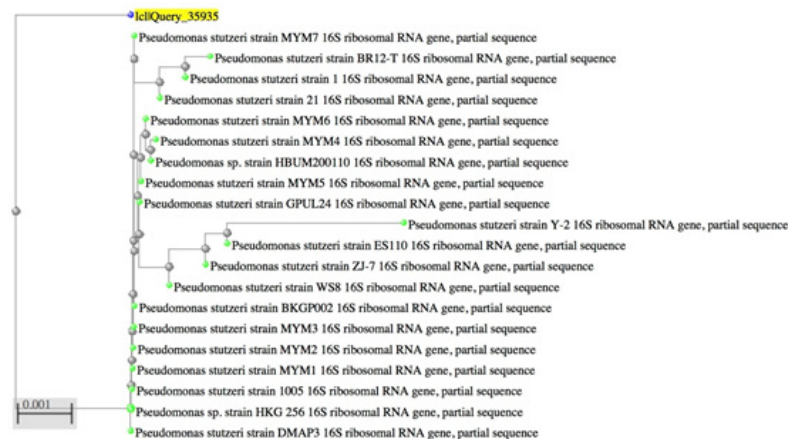 lcl|Query_35935
Pseudomonas stutzeri strain MYM7 16S ribosomal RNA gene, partial sequence
Pseudomonas stutzeri strain BR12-T 16S ribosomal RNA gene, partial sequence
Pseudomonas stutzeri strain 1 16S ribosomal RNA gene, partial sequence
Pseudomonas stutzeri strain 21 16S ribosomal RNA gene, partial sequence
Pseudomonas stutzeri strain MYM6 16S ribosomal RNA gene, partial sequence
Pseudomonas stutzeri strain MYM4 16S ribosomal RNA gene, partial sequence
Pseudomonas sp. strain HBUM200110 16S ribosomal RNA gene, partial sequence
Pseudomonas stutzeri strain MYM5 16S ribosomal RNA gene, partial sequence
Pseudomonas stutzeri strain GPUL24 16S ribosomal RNA gene, partial sequence
Pseudomonas stutzeri strain Y-2 16S ribosomal RNA gene, partial sequence
Pseudomonas stutzeri strain ES110 16S ribosomal RNA gene, partial sequence
Pseudomonas stutzeri strain ZJ-7 16S ribosomal RNA gene, partial sequence
Pseudomonas stutzeri strain WS8 16S ribosomal RNA gene, partial sequence
Pseudomonas stutzeri strain BKGP002 16S ribosomal RNA gene, partial sequence
Pseudomonas stutzeri strain MYM3 16S ribosomal RNA gene, partial sequence
Pseudomonas stutzeri strain MYM2 16S ribosomal RNA gene, partial sequence
Pseudomonas stutzeri strain MYM1 16S ribosomal RNA gene, partial sequence
Pseudomonas stutzeri strain 1005 16S ribosomal RNA gene, partial sequence
0.001
Pseudomonas sp. strain HKG 256 16S ribosomal RNA gene, partial sequence
Pseudomonas stutzeri strain DMAP3 16S ribosomal RNA gene, partial sequence